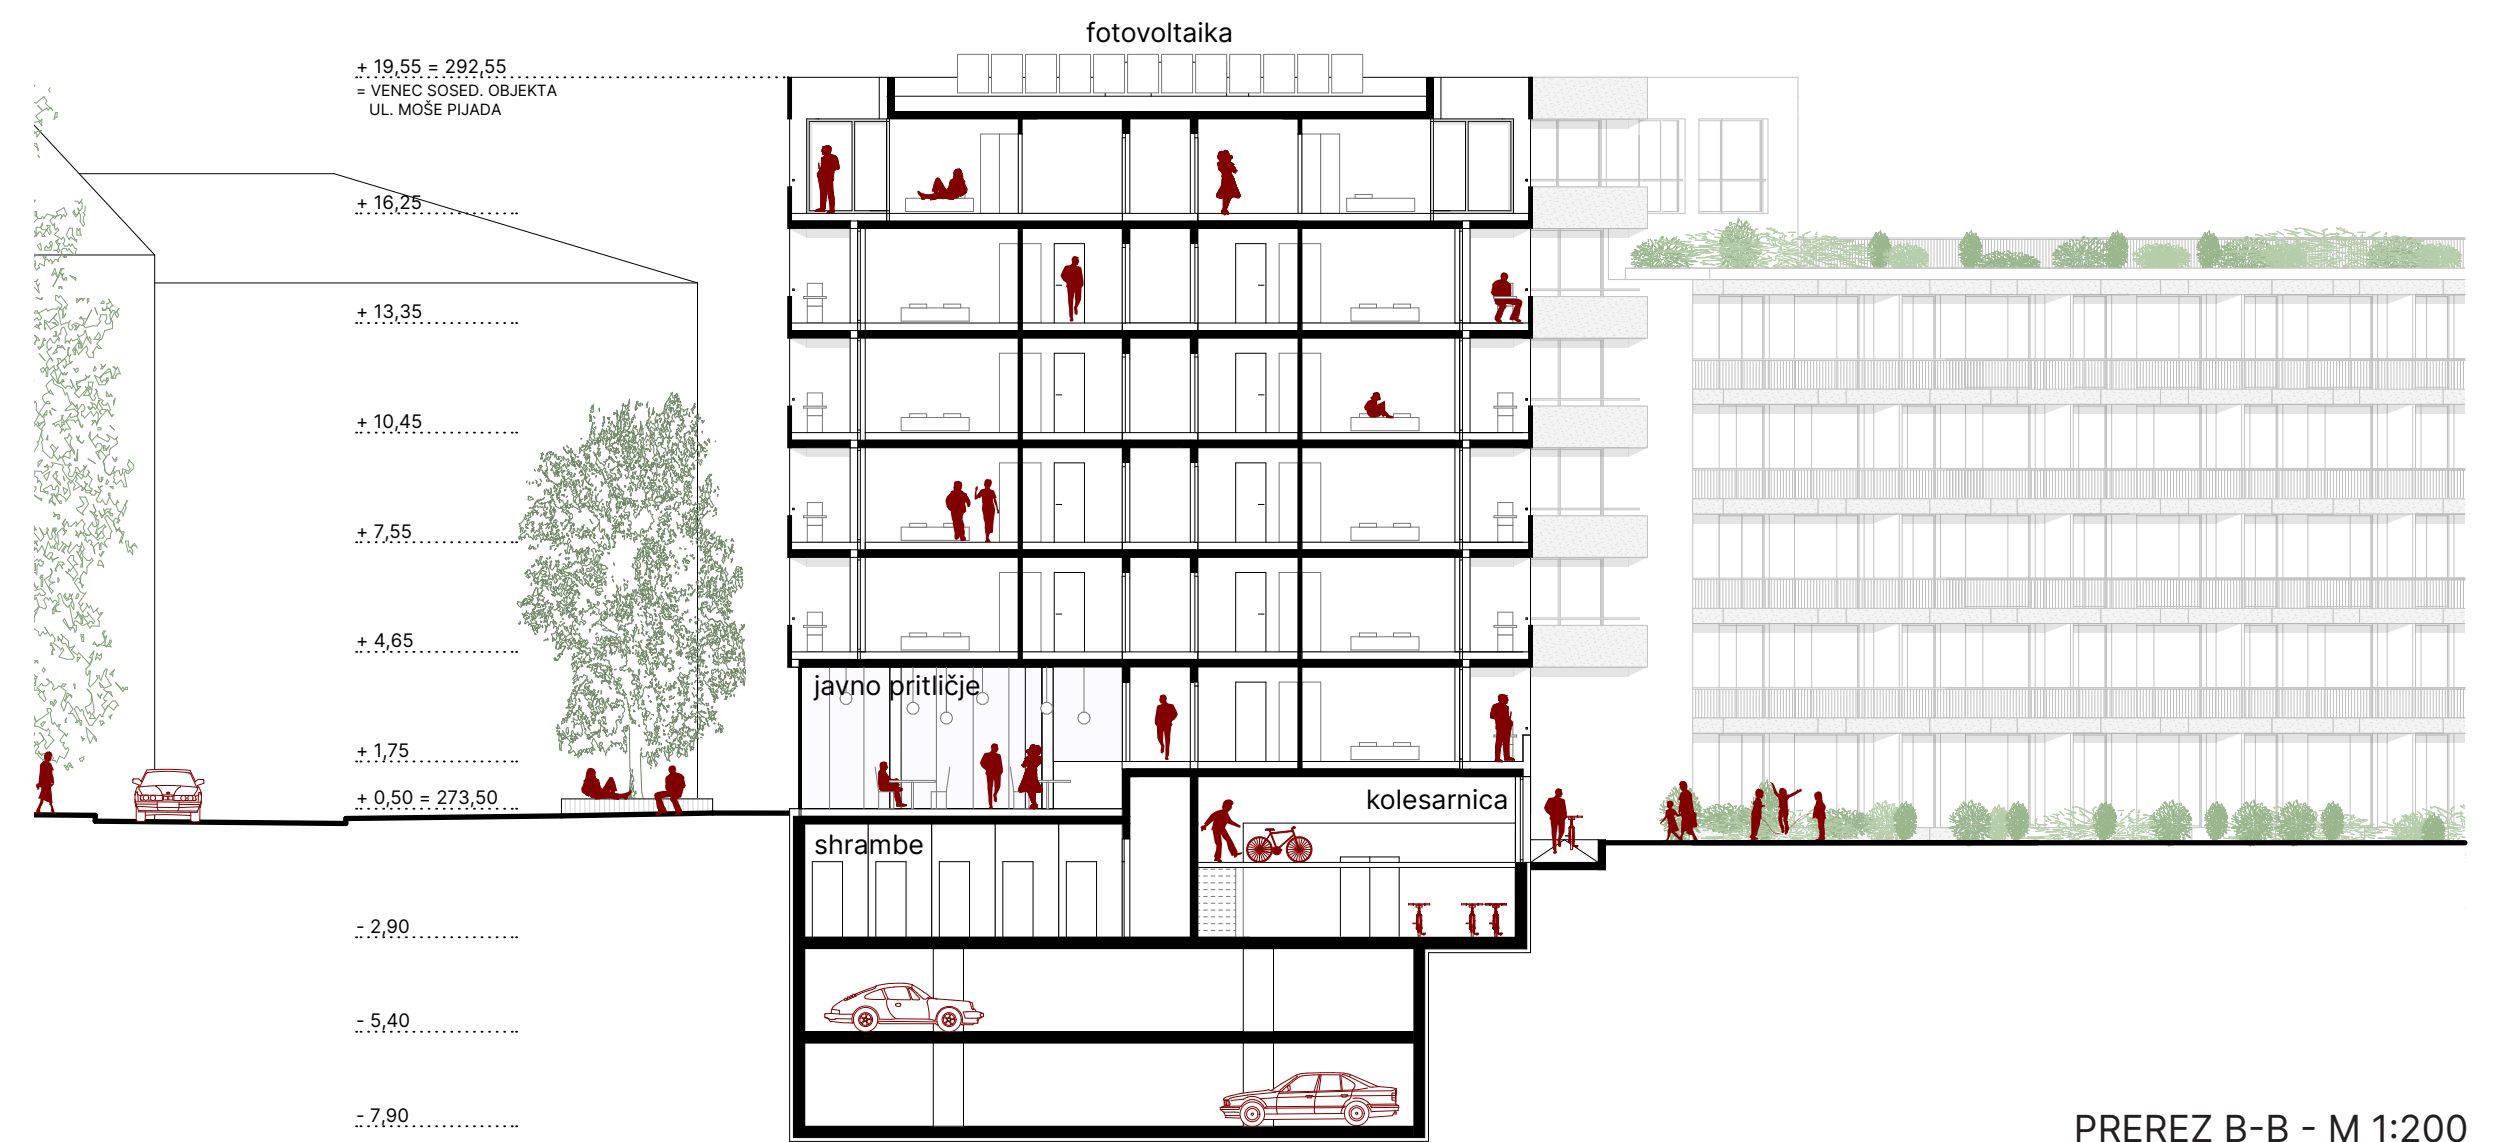 fotovoltaika
+ 19,55 = 292,55
= VENEC SOSED. OBJEKTA
UL. MOŠE PIJADA
+ 16,25
+ 13,35
+ 10,45
+ 7,55
+ 4,65
javno pritličje
+ 1,75
+ 0,50 = 273,50
kolesarnica
shrambe
- 2,90
- 5,40
- 7,90
PREREZ B-B - M 1:200